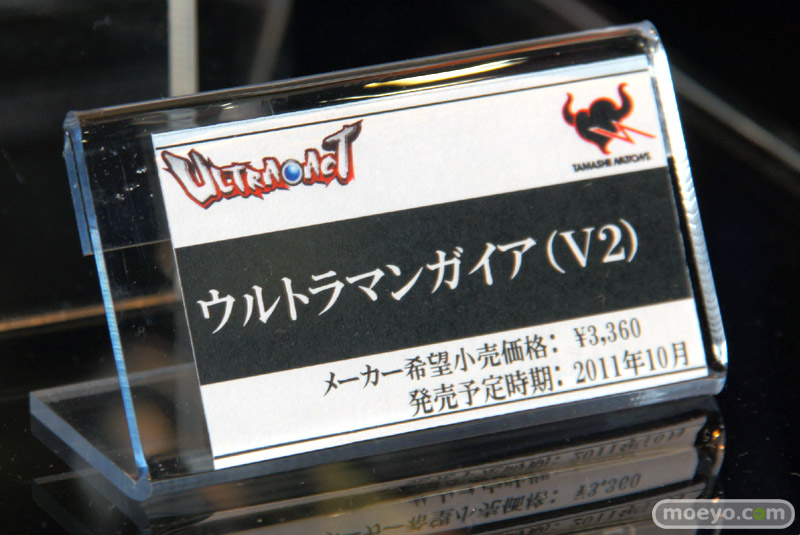 ULTRA-ACT
TAMASHII NATIONS
ウルトラマンガイア(V2)
メーカー希望小売価格: ¥3,360
発売予定時期: 2011年10月
moeyo.com